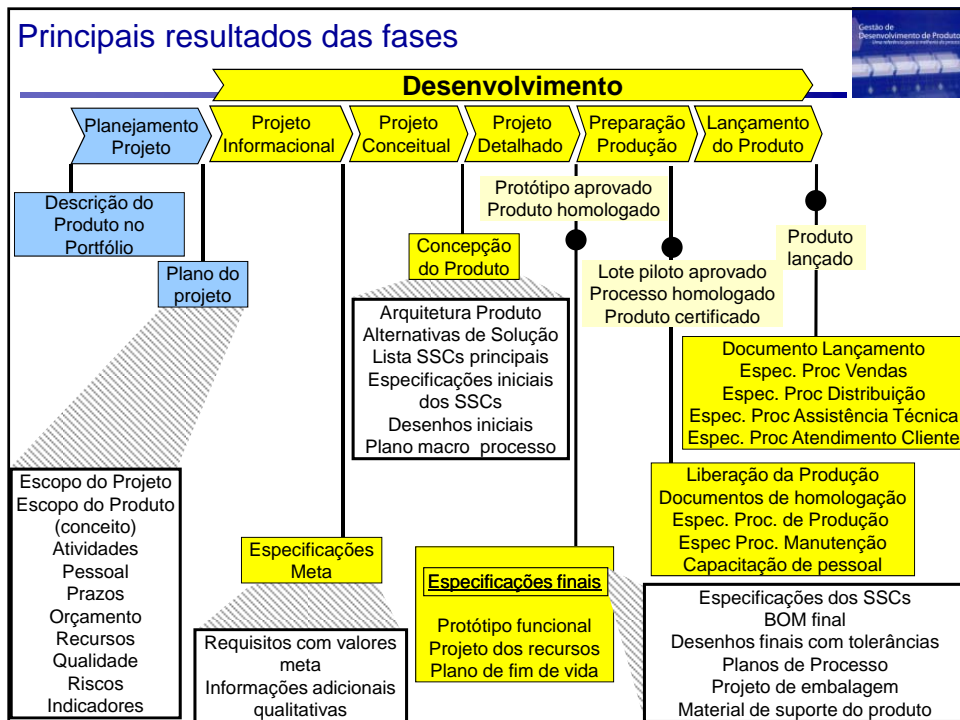 Principais resultados das fases
Gestão de
Desenvolvimento de Produto
Desenvolvimento
Planejamento
Projeto
Projeto
Informacional
Projeto
Conceitual
Projeto
Detalhado
Preparação
Produção
Lançamento
do Produto
Descrição do
Produto no
Portfólio
Plano do
projeto
Concepção
do Produto
Protótipo aprovado
Produto homologado
Lote piloto aprovado
Processo homologado
Produto certificado
Produto
lançado
Arquitetura Produto
Alternativas de Solução
Lista SSCs principais
Especificações iniciais
dos SSCs
Desenhos iniciais
Plano macro processo
Documento Lançamento
Espec. Proc Vendas
Espec. Proc Distribuição
Espec. Proc Assistência Técnica
Espec. Proc Atendimento Cliente
Escopo do Projeto
Escopo do Produto
(conceito)
Atividades
Pessoal
Prazos
Orçamento
Recursos
Qualidade
Riscos
Indicadores
Especificações
Meta
Requisitos com valores
meta
Informações adicionais
qualitativas
Especificações finais
Protótipo funcional
Projeto dos recursos
Plano de fim de vida
Liberação da Produção
Documentos de homologação
Espec. Proc. de Produção
Espec Proc. Manutenção
Capacitação de pessoal
Especificações dos SSCs
BOM final
Desenhos finais com tolerâncias
Planos de Processo
Projeto de embalagem
Material de suporte do produto